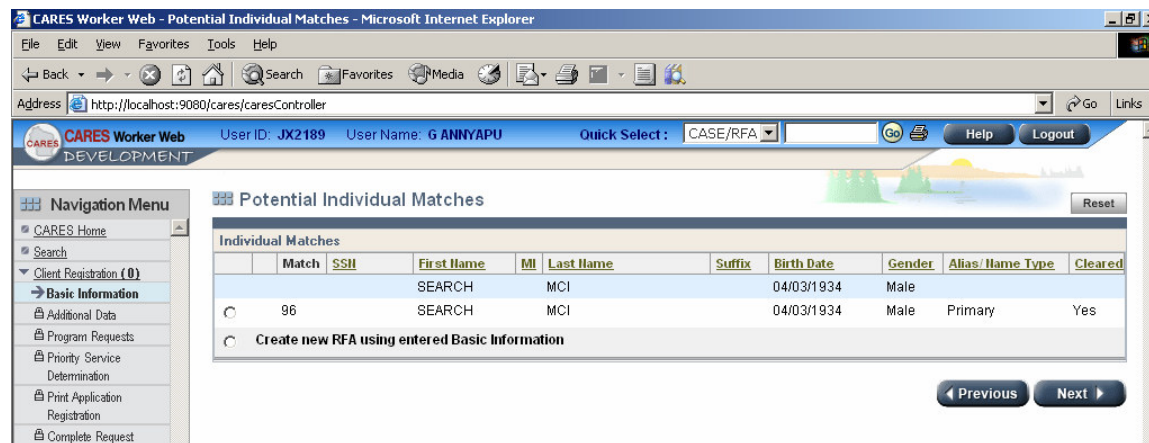 CARES Worker Web - Potential Individual Matches - Microsoft Internet Explorer
File Edit View Favorites Tools Help
Back Search Favorites Media
Address http://localhost:9080/cares/caresController Go Links
CARES CARES Worker Web User ID: JX2189 User Name: G ANNYAPU Quick Select : CASE/RFA Go Help Logout
DEVELOPMENT
Navigation Menu Potential Individual Matches Reset
CARES Home
Search
Client Registration ( 0 )
Basic Information
Additional Data
Program Requests
Priority Service
Determination
Print Application
Registration
Complete Request
Individual Matches
Match SSN First Name MI Last Name Suffix Birth Date Gender Alias/Name Type Cleared
SEARCH MCI 04/03/1934 Male
96 SEARCH MCI 04/03/1934 Male Primary Yes
Create new RFA using entered Basic Information
Previous Next